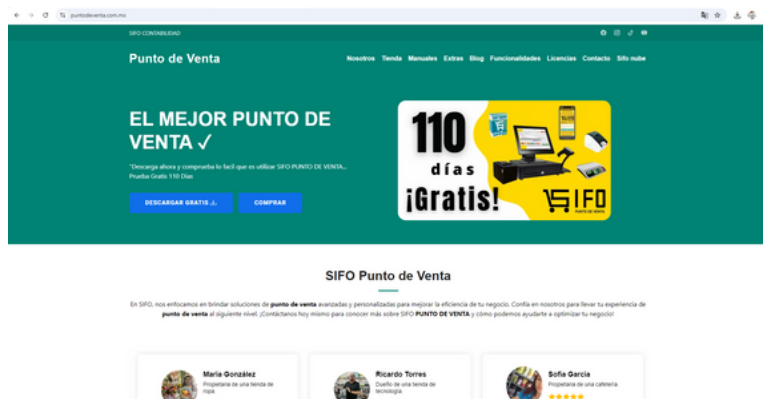 puntodeventa.com.mx
SIFO CONTABILIDAD
Punto de Venta
Nosotros Tienda Manuales Extras Blog Funcionalidades Licencias Contacto Sifo nube
EL MEJOR PUNTO DE
VENTA ✓
"Descarga ahora y comprueba lo facil que es utilizar SIFO PUNTO DE VENTA...
Prueba Gratis 110 Dias
DESCARGAR GRATIS
COMPRAR
110
días
¡Gratis!
SIFO
PUNTO DE VENTA
SIFO Punto de Venta
En SIFO, nos enfocamos en brindar soluciones de punto de venta avanzadas y personalizadas para mejorar la eficiencia de tu negocio. Confía en nosotros para llevar tu experiencia de
punto de venta al siguiente nivel. ¡Contáctanos hoy mismo para conocer más sobre SIFO PUNTO DE VENTA y cómo podemos ayudarte a optimizar tu negocio!
María González
Propietaria de una tienda de
ropa
Ricardo Torres
Dueño de una tienda de
tecnología
Sofía García
Propietaria de una cafetería